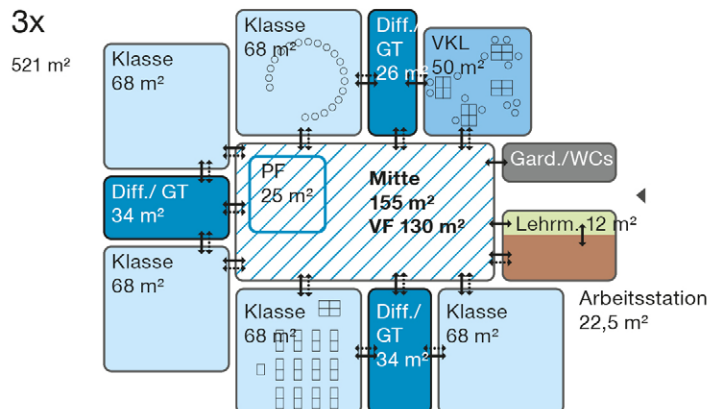 3x
521 m²
Klasse
68 m²
Klasse
68 m²
Diff./
GT
26 m²
VKL
50 m²
Diff./ GT
34 m²
PF
25 m²
Mitte
155 m²
VF 130 m²
Gard./WCs
Lehrm. 12 m²
Klasse
68 m²
Klasse
68 m²
Diff./
GT
34 m²
Klasse
68 m²
Arbeitsstation
22,5 m²